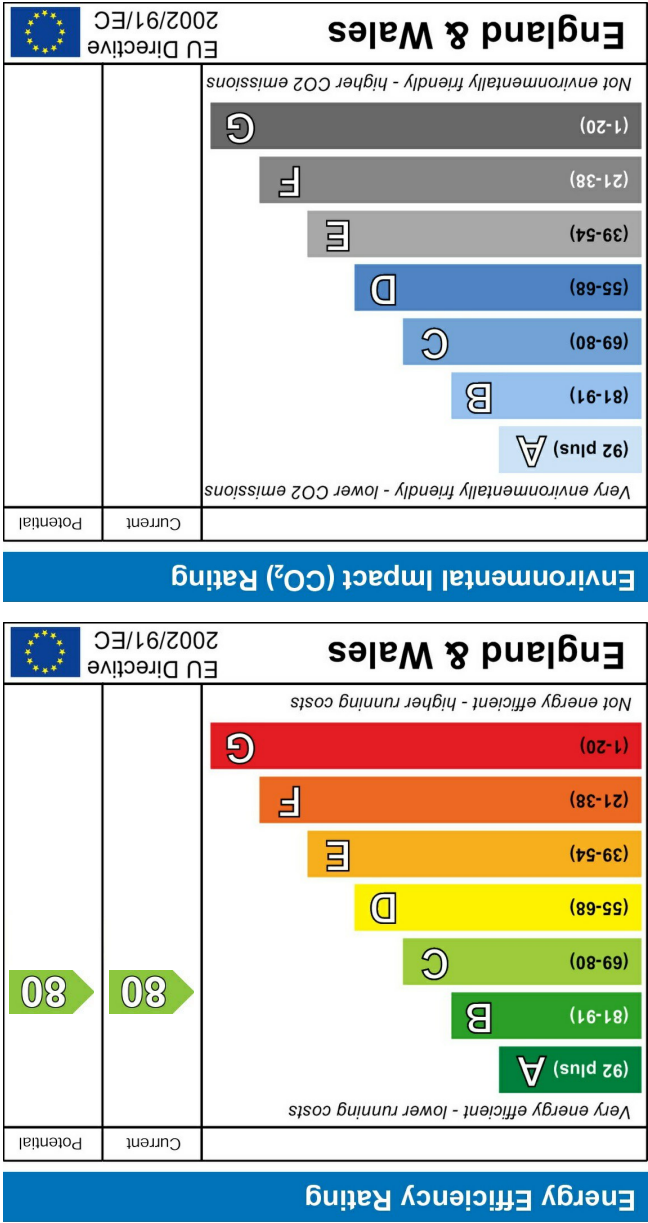 Energy Efficiency Rating
Current Potential
Very energy efficient - lower running costs
(92 plus) A
(81-91) B
(69-80) C
(55-68) D
(39-54) E
(21-38) F
(1-20) G
80 80
Not energy efficient - higher running costs
England & Wales
EU Directive
2002/91/EC
Environmental Impact (CO₂) Rating
Current Potential
Very environmentally friendly - lower CO2 emissions
(92 plus) A
(81-91) B
(69-80) C
(55-68) D
(39-54) E
(21-38) F
(1-20) G
Not environmentally friendly - higher CO2 emissions
England & Wales
EU Directive
2002/91/EC